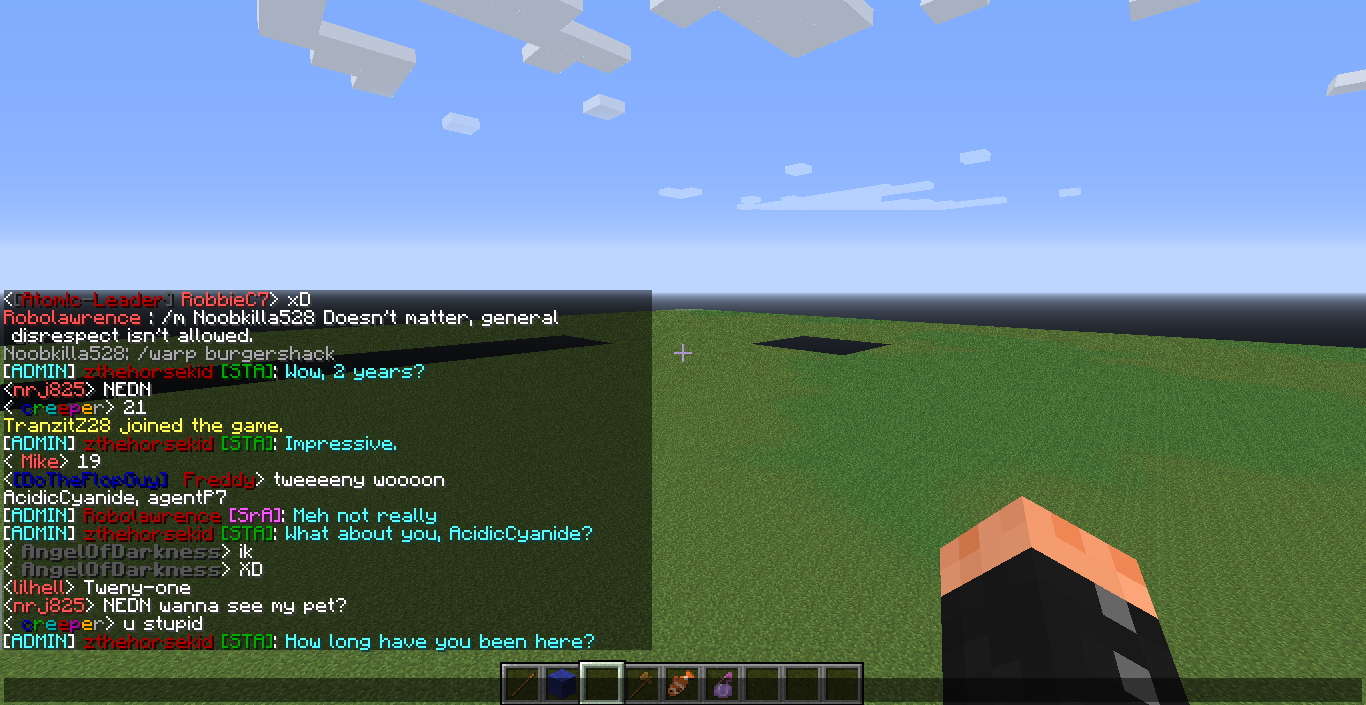 <[Atomic-Leader] RobbieC7> xD
Robolawrence : /m Noobkilla528 Doesn't matter, general
disrespect isn't allowed.
Noobkilla528: /warp burgershack
[ADMIN] zthehorsekid [STA]: Wow, 2 years?
<nrj825> NEDN
< creeper> 21
TranzitZ28 joined the game.
[ADMIN] zthehorsekid [STA]: Impressive.
< Mike> 19
<[DoTheFlopGuy] Freddy> tweeeeny woooon
AcidicCyanide, agentP7
[ADMIN] Robolawrence [SrA]: Meh not really
[ADMIN] zthehorsekid [STA]: What about you, AcidicCyanide?
< AngelOfDarkness> ik
< AngelOfDarkness> XD
<lilhell> Tweny-one
<nrj825> NEDN wanna see my pet?
< creeper> u stupid
[ADMIN] zthehorsekid [STA]: How long have you been here?